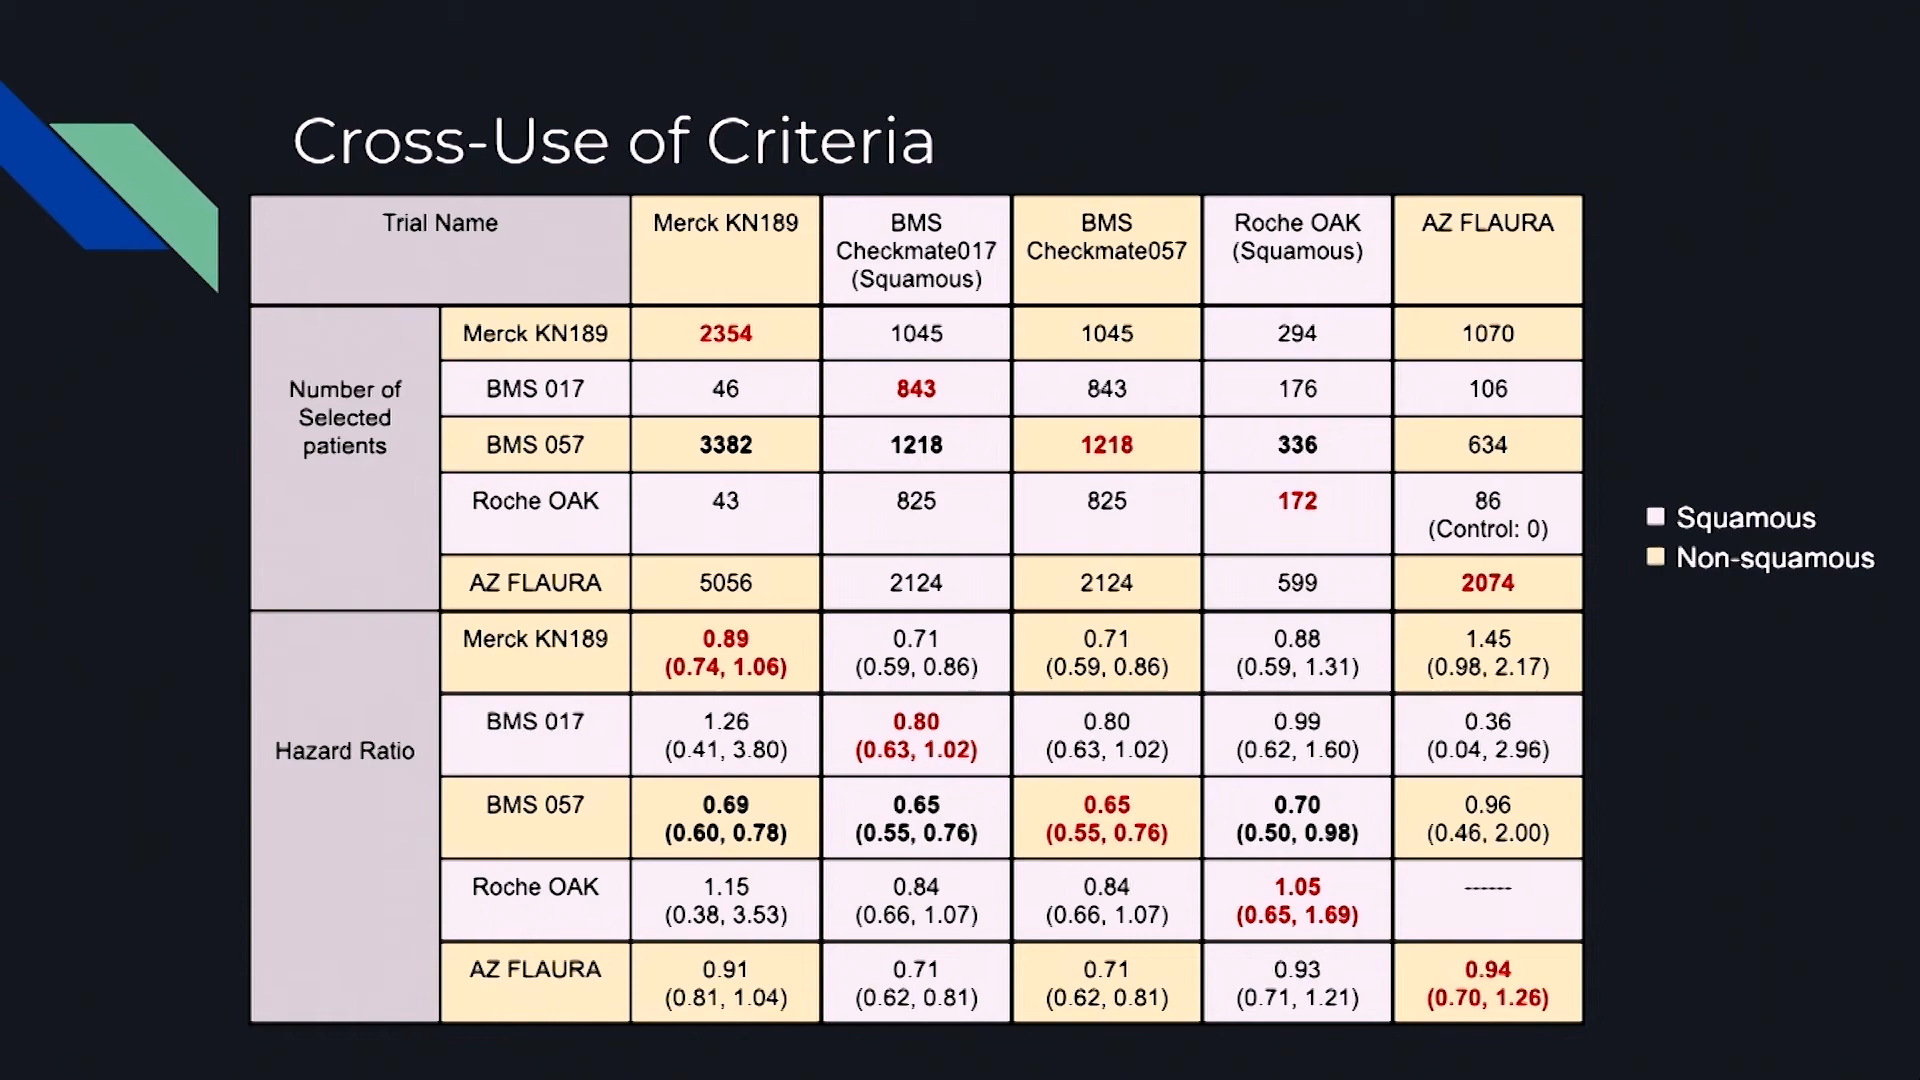 Cross-Use of Criteria
Trial Name
Merck KN189
BMS
Checkmate017
(Squamous)
BMS
Checkmate057
Roche OAK
(Squamous)
AZ FLAURA
Number of
Selected
patients
Merck KN189
2354
1045
1045
294
1070
BMS 017
46
843
843
176
106
BMS 057
3382
1218
1218
336
634
Roche OAK
43
825
825
172
86
(Control: 0)
AZ FLAURA
5056
2124
2124
599
2074
Hazard Ratio
Merck KN189
0.89
(0.74, 1.06)
0.71
(0.59, 0.86)
0.71
(0.59, 0.86)
0.88
(0.59, 1.31)
1.45
(0.98, 2.17)
BMS 017
1.26
(0.41, 3.80)
0.80
(0.63, 1.02)
0.80
(0.63, 1.02)
0.99
(0.62, 1.60)
0.36
(0.04, 2.96)
BMS 057
0.69
(0.60, 0.78)
0.65
(0.55, 0.76)
0.65
(0.55, 0.76)
0.70
(0.50, 0.98)
0.96
(0.46, 2.00)
Roche OAK
1.15
(0.38, 3.53)
0.84
(0.66, 1.07)
0.84
(0.66, 1.07)
1.05
(0.65, 1.69)
------
AZ FLAURA
0.91
(0.81, 1.04)
0.71
(0.62, 0.81)
0.71
(0.62, 0.81)
0.93
(0.71, 1.21)
0.94
(0.70, 1.26)
Squamous
Non-squamous